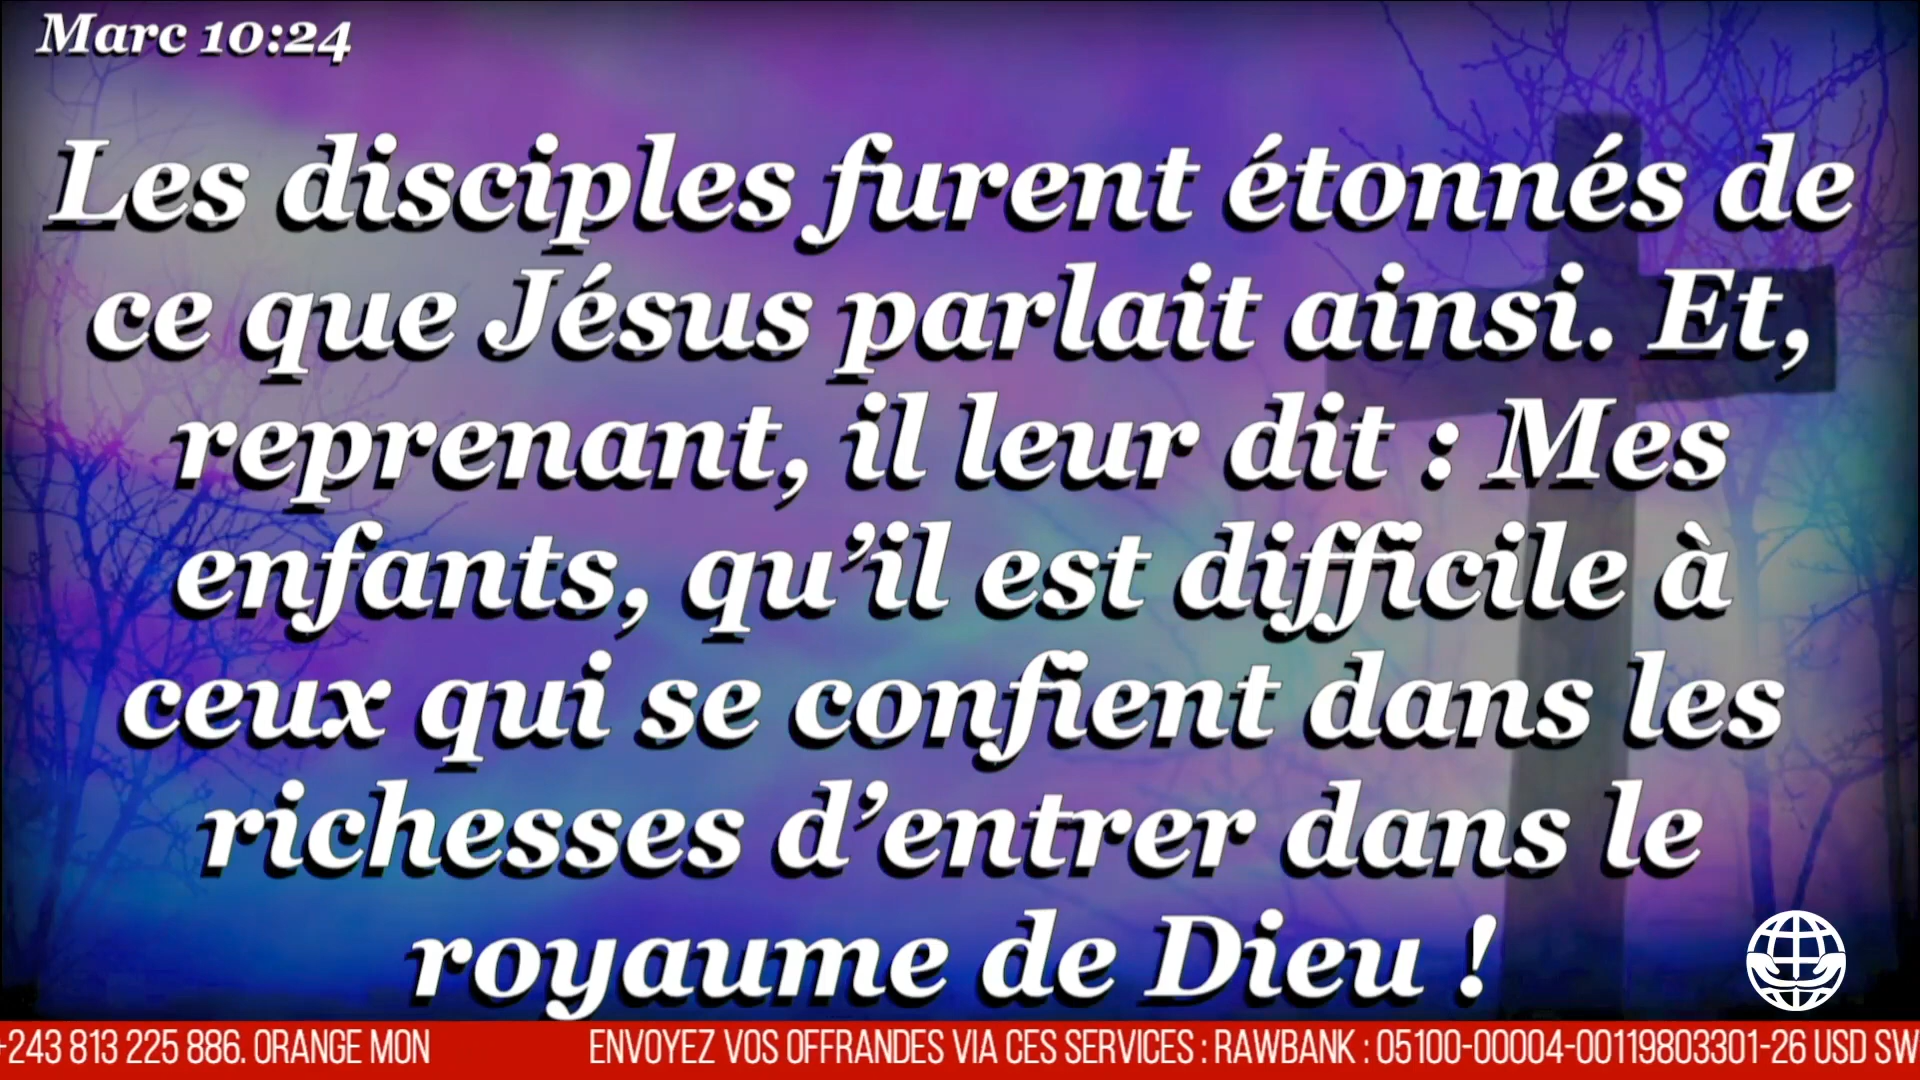 Marc 10:24
Les disciples furent étonnés de
ce que Jésus parlait ainsi. Et,
reprenant, il leur dit : Mes
enfants, qu’il est difficile à
ceux qui se confient dans les
richesses d’entrer dans le
royaume de Dieu !
+243 813 225 886. ORANGE MON ENVOYEZ VOS OFFRANDES VIA CES SERVICES : RAWBANK : 05100-00004-00119803301-26 USD SW